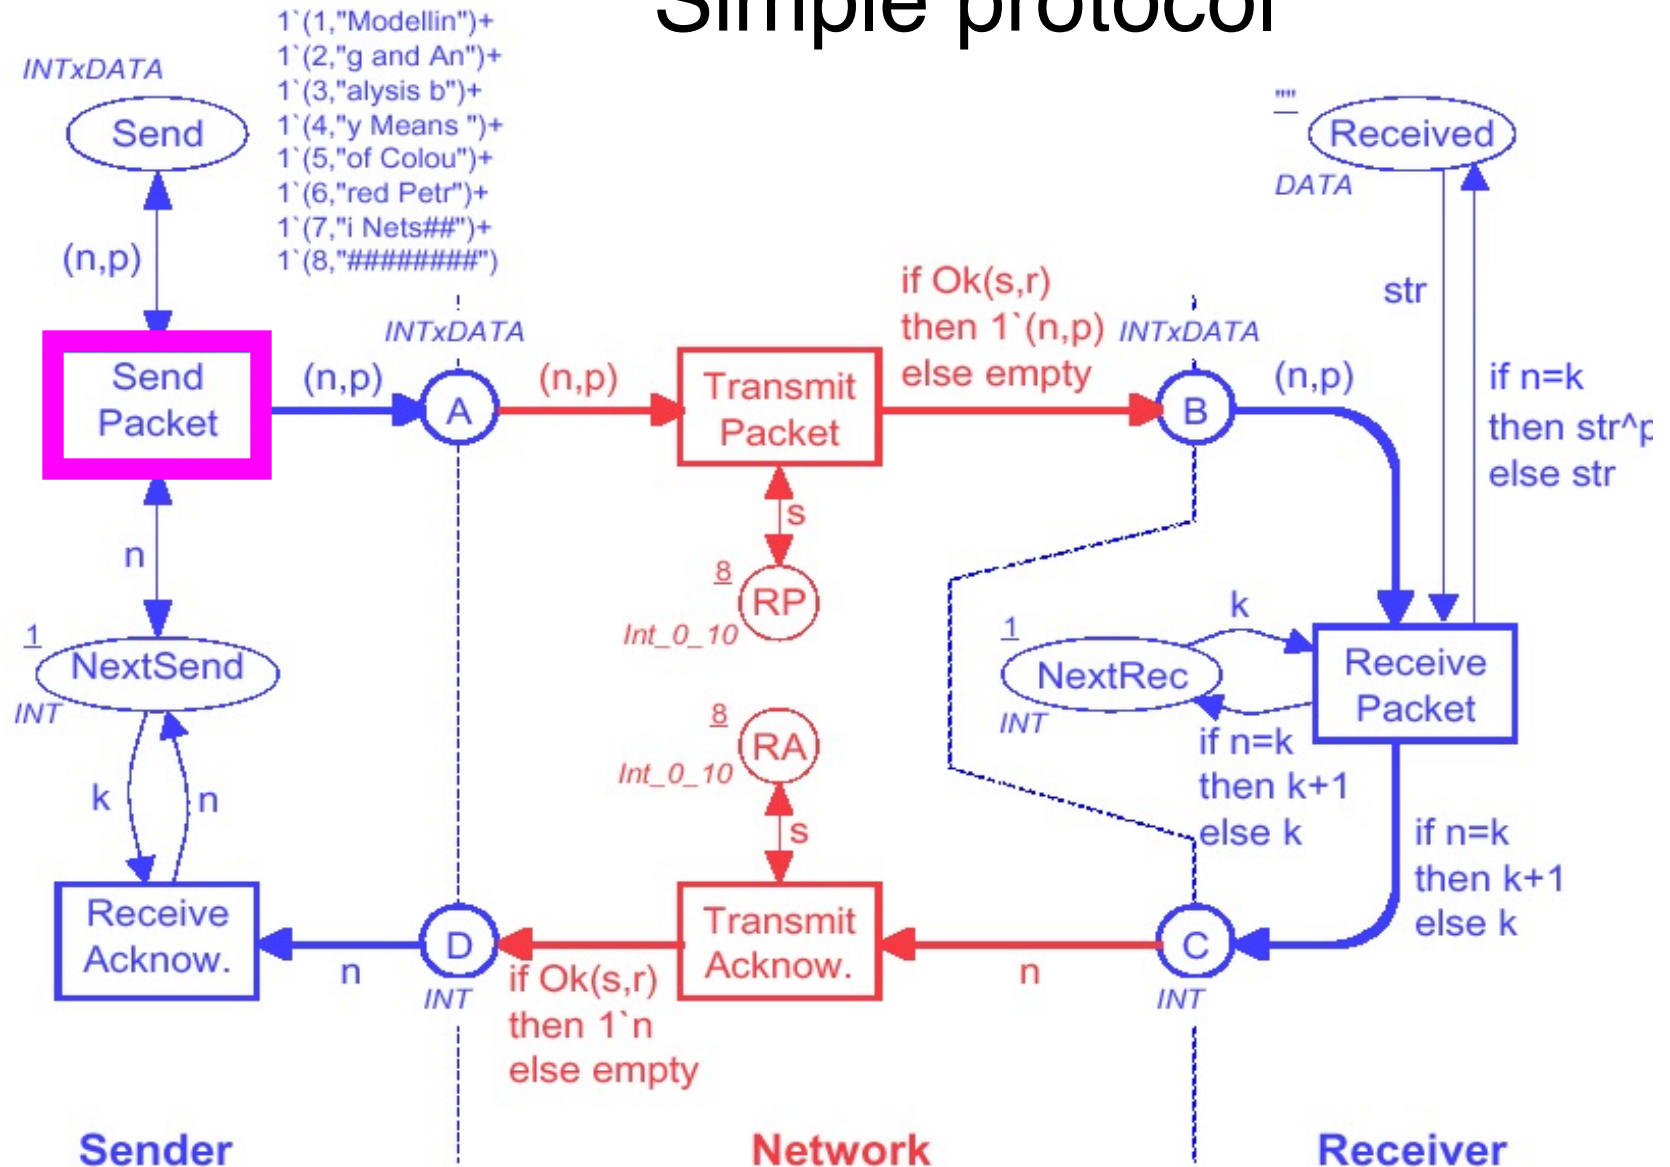 Simple protocol
1`(1,"Modellin")+
1`(2,"g and An")+
1`(3,"alysis b")+
1`(4,"y Means ")+
1`(5,"of Colou")+
1`(6,"red Petr")+
1`(7,"i Nets##")+
1`(8,"########")
INTxDATA
Send
(n,p)
Send
Packet
(n,p)
INTxDATA
A
(n,p)
Transmit
Packet
if Ok(s,r)
then 1`(n,p)
else empty
INTxDATA
B
(n,p)
""
Received
DATA
str
if n=k
then str^p
else str
n
s
8
RP
Int_0_10
1
NextSend
INT
8
RA
Int_0_10
s
1
NextRec
INT
k
Receive
Packet
if n=k
then k+1
else k
if n=k
then k+1
else k
k
n
Receive
Acknow.
n
D
INT
if Ok(s,r)
then 1`n
else empty
Transmit
Acknow.
n
C
INT
Sender
Network
Receiver